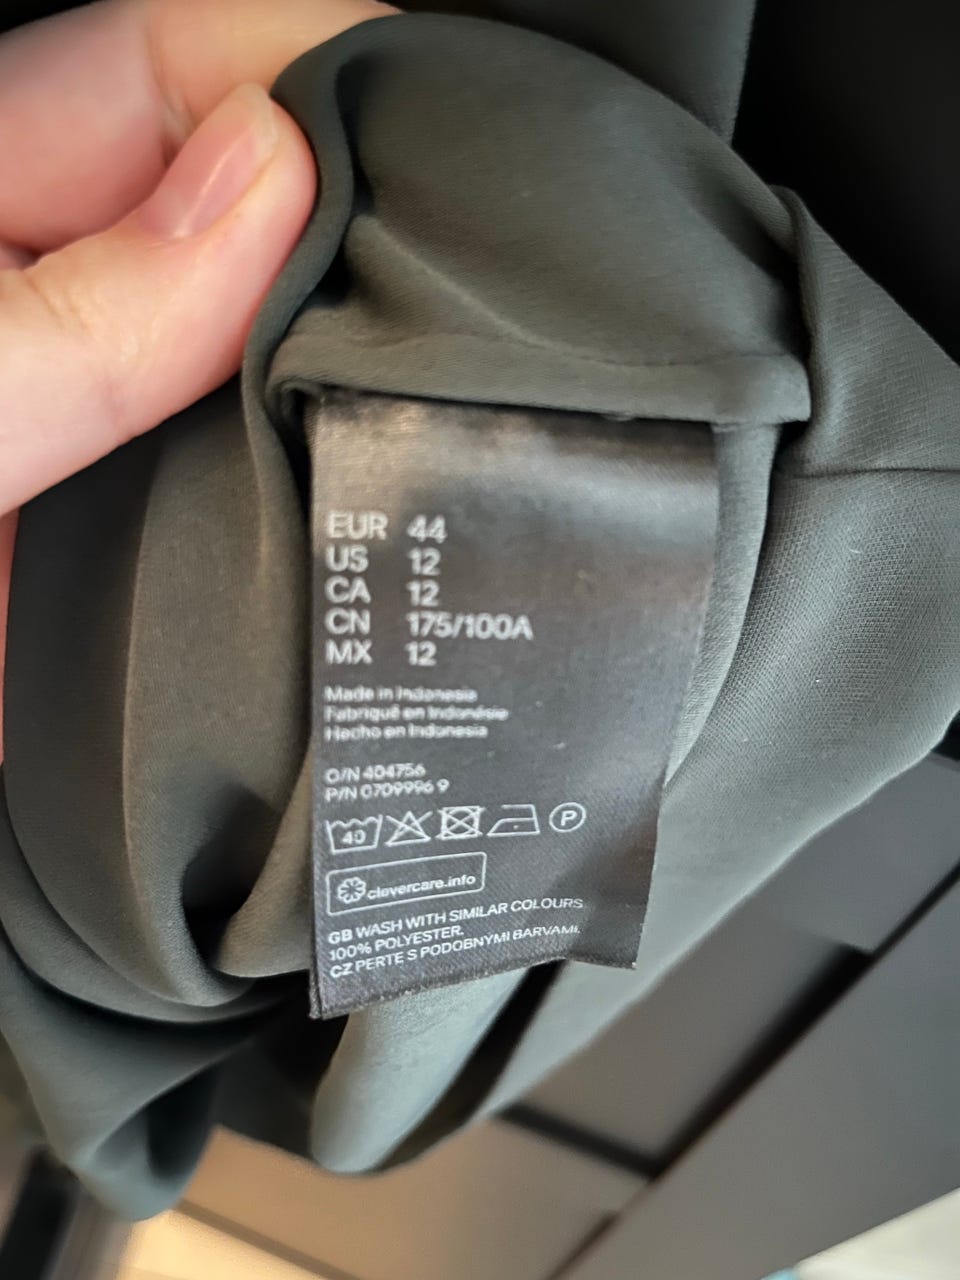 EUR 44
US 12
CA 12
CN 175/100A
MX 12
Made in Indonesia
Fabriqué en Indonésie
Hecho en Indonesia
O/N 404756
P/N 0709996 9
40
P
clevercare.info
GB WASH WITH SIMILAR COLOURS
100% POLYESTER.
CZ PERTE S PODOBNÝMI BARVAMI.